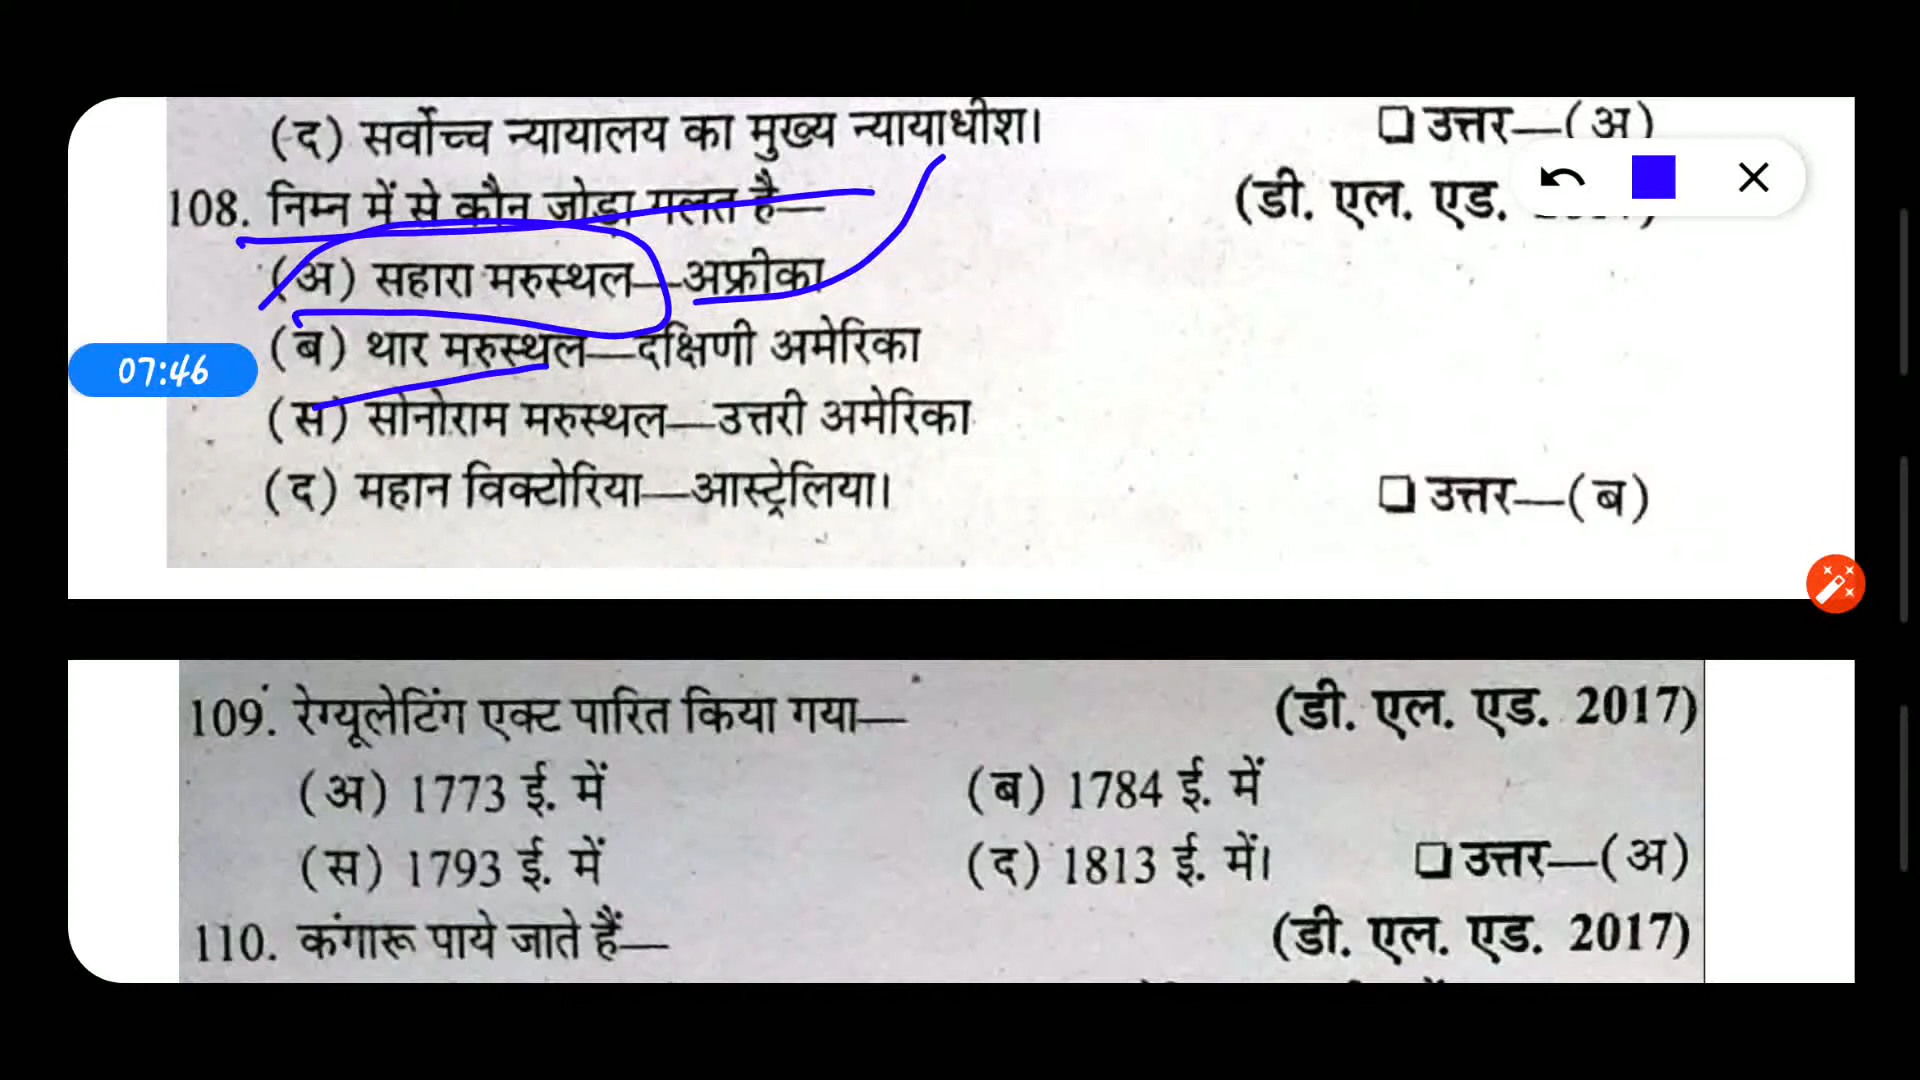 (द) सर्वोच्च न्यायालय का मुख्य न्यायाधीश। ❑ उत्तर—(अ)
108. निम्न में से कौन जोड़ा गलत है— (डी. एल. एड.
(अ) सहारा मरुस्थल—अफ्रीका
07:46
(ब) थार मरुस्थल—दक्षिणी अमेरिका
(स) सोनोराम मरुस्थल—उत्तरी अमेरिका
(द) महान विक्टोरिया—आस्ट्रेलिया। ❑ उत्तर—(ब)
109. रेग्यूलेटिंग एक्ट पारित किया गया— (डी. एल. एड. 2017)
(अ) 1773 ई. में (ब) 1784 ई. में
(स) 1793 ई. में (द) 1813 ई. में। ❑ उत्तर—(अ)
110. कंगारू पाये जाते हैं— (डी. एल. एड. 2017)